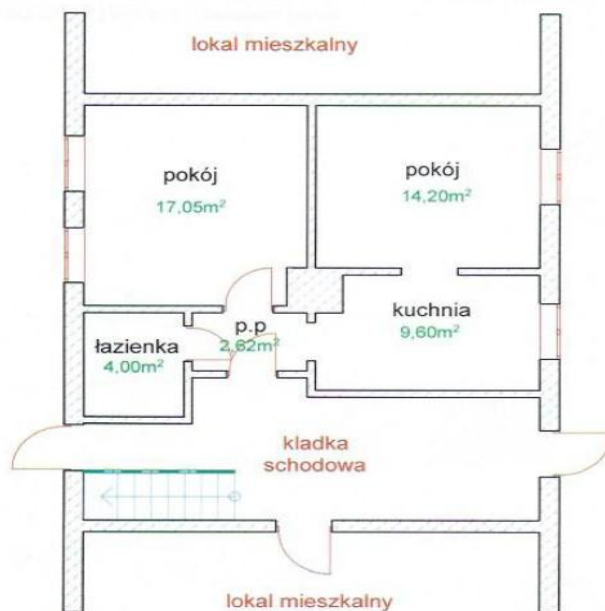 lokal mieszkalny
pokój
17,05m²
pokój
14,20m²
kuchnia
9,60m²
p.p
2,62m²
łazienka
4,00m²
kladka
schodowa
lokal mieszkalny